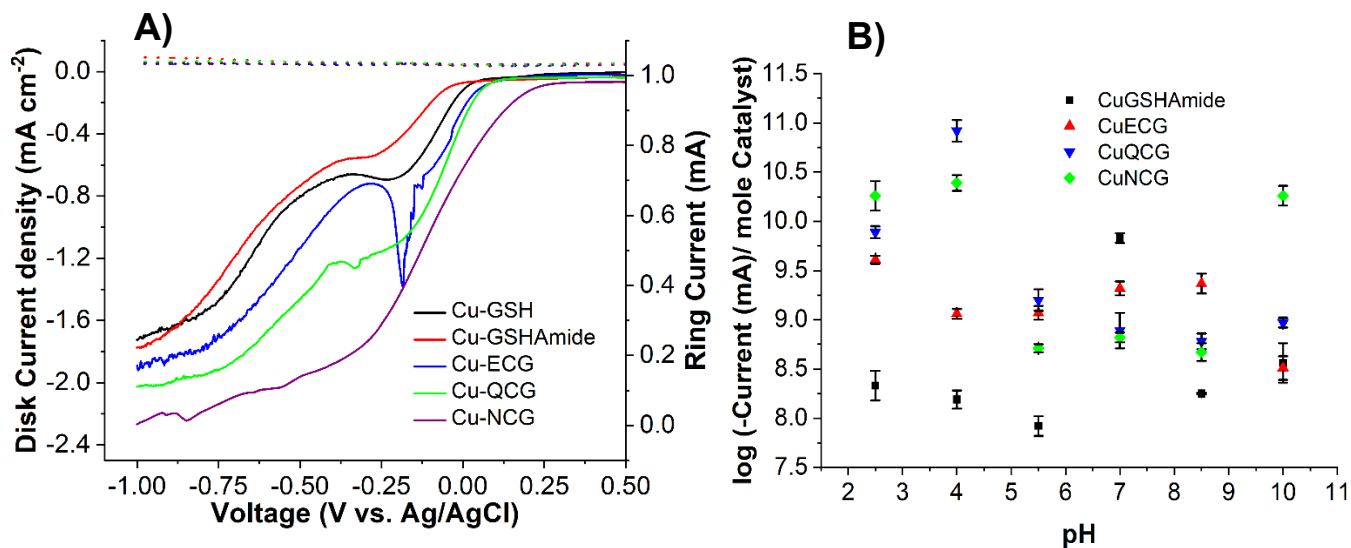 A)
0.0
-0.4
-0.8
-1.2
-1.6
-2.0
-2.4
Disk Current density (mA cm⁻²)
-1.00 -0.75 -0.50 -0.25 0.00 0.25 0.50
Voltage (V vs. Ag/AgCl)
1.0
0.8
0.6
0.4
0.2
0.0
Ring Current (mA)
Cu-GSH
Cu-GSHAmide
Cu-ECG
Cu-QCG
Cu-NCG
B)
11.0
10.5
10.0
9.5
9.0
8.5
8.0
7.5
log (-Current (mA)/ mole Catalyst)
2 3 4 5 6 7 8 9 10 11
pH
CuGSHAmide
CuECG
CuQCG
CuNCG